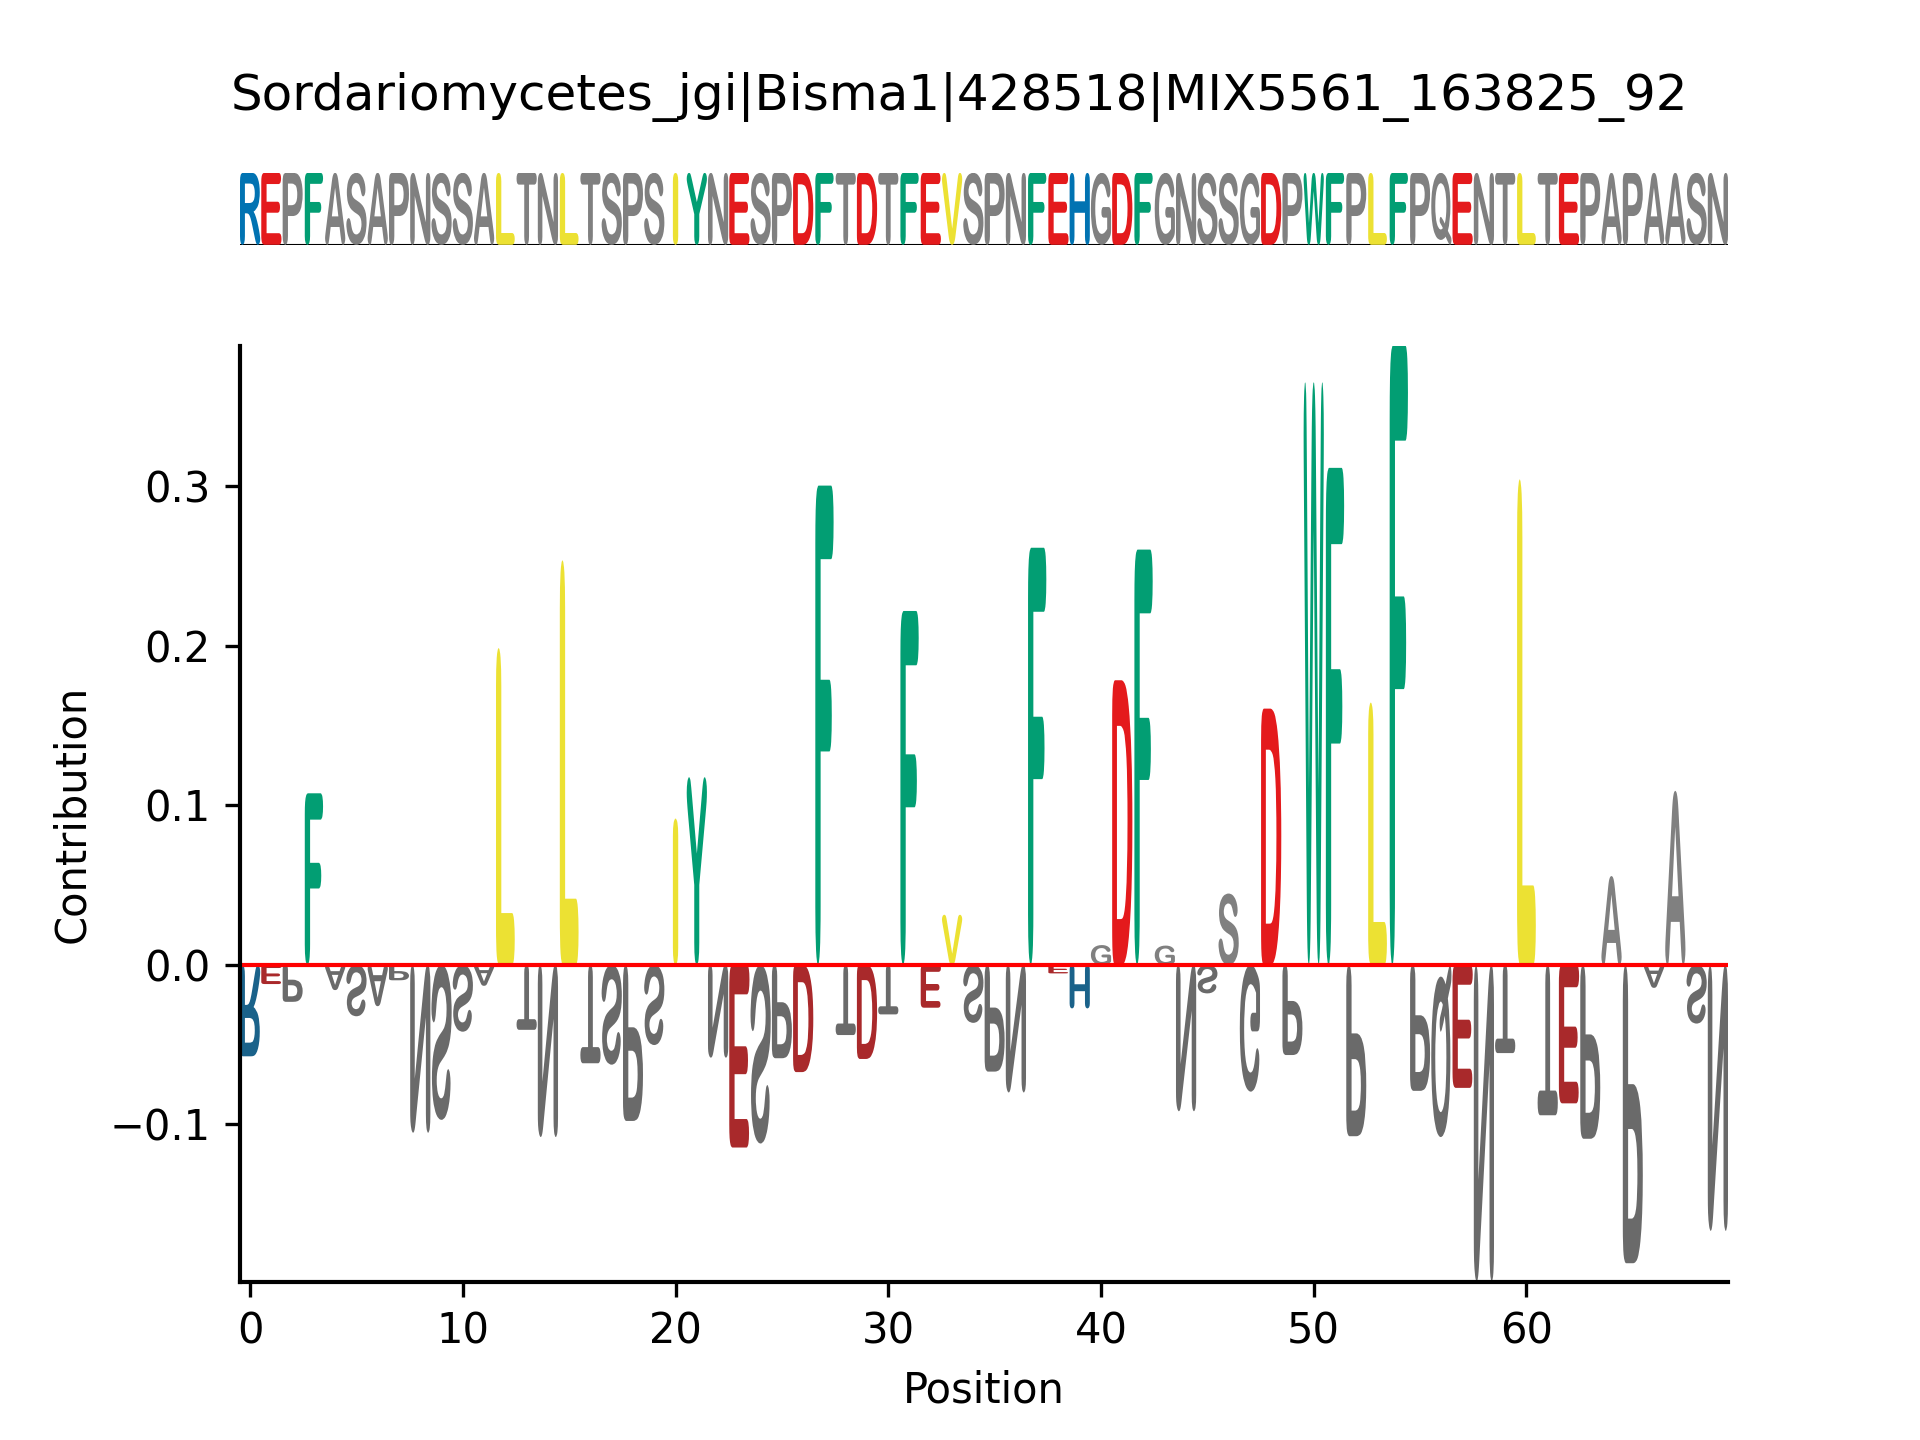 Sordariomycetes_jgi|Bisma1|428518|MIX5561_163825_92
REPFASAPNSSALTNLTSPSIYNESPDFTDTFEVSPNFEHGDFGNSSGDPWFPLFPQENTLTEPAPAASN
Contribution
0.3
0.2
0.1
0.0
−0.1
REPFASAPNSSALTNLTSPSIYNESPDFTDTFEVSPNFEHGDFGNSSGDPWFPLFPQENTLTEPAPAASN
0 10 20 30 40 50 60
Position